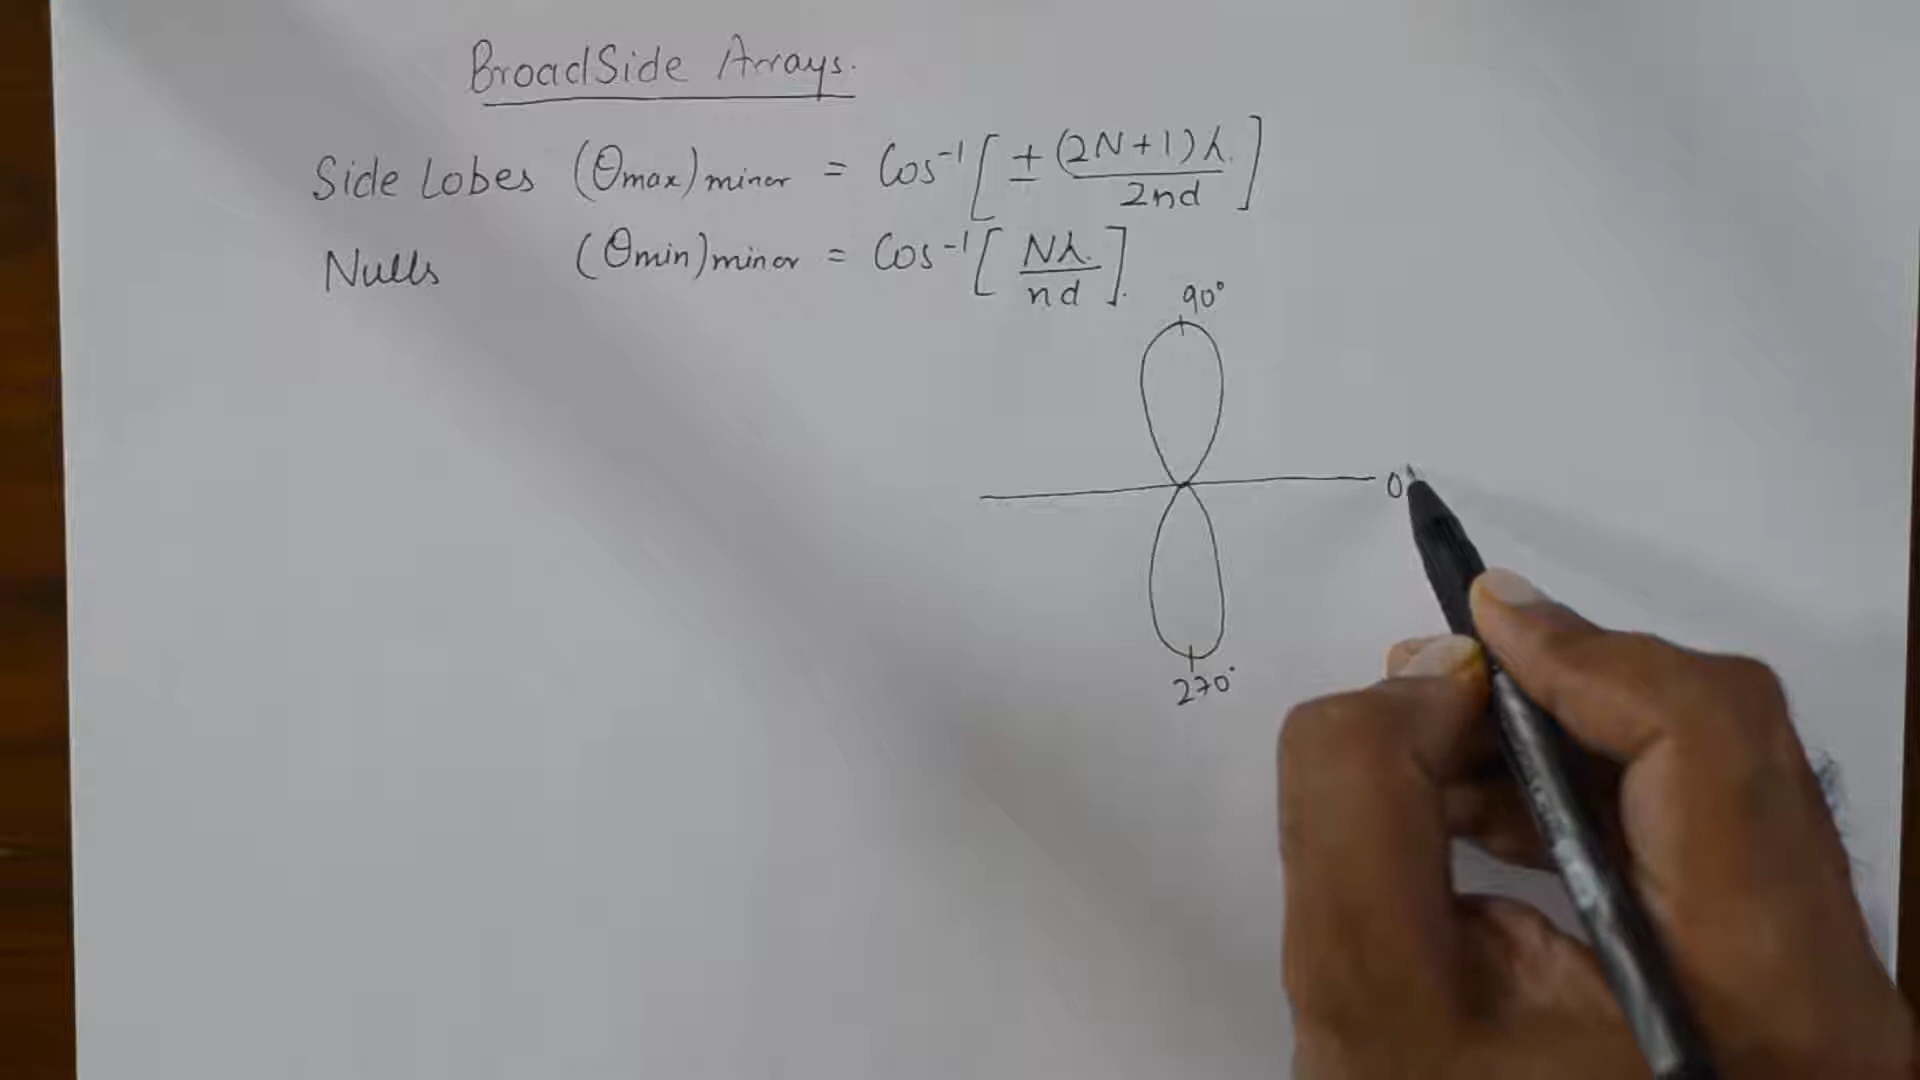 BroadSide Arrays.
Side Lobes (θmax)minor = Cos⁻¹[± (2N+1)λ / 2nd]
Nulls (θmin)minor = Cos⁻¹[Nλ / nd].
90°
0
270°